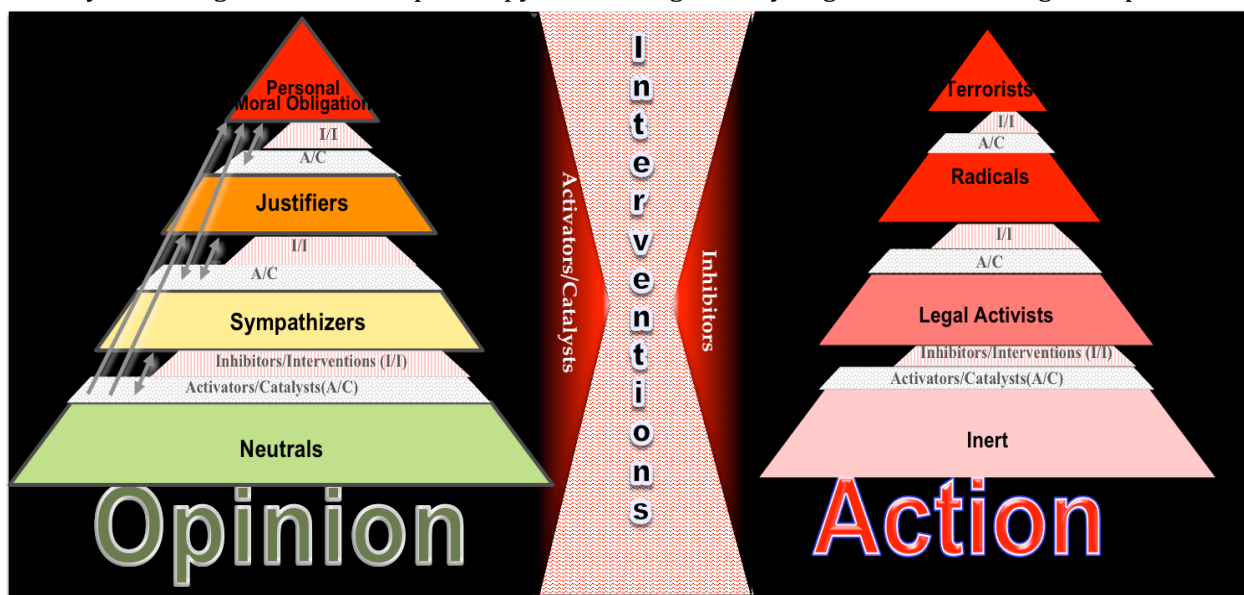 Personal
Moral Obligation
I/I
A/C
Justifiers
I/I
A/C
Sympathizers
Inhibitors/Interventions (I/I)
Activators/Catalysts(A/C)
Neutrals
Opinion
Activators/Catalysts
Interventions
Inhibitors
Terrorists
I/I
A/C
Radicals
I/I
A/C
Legal Activists
Inhibitors/Interventions (I/I)
Activators/Catalysts(A/C)
Inert
Action